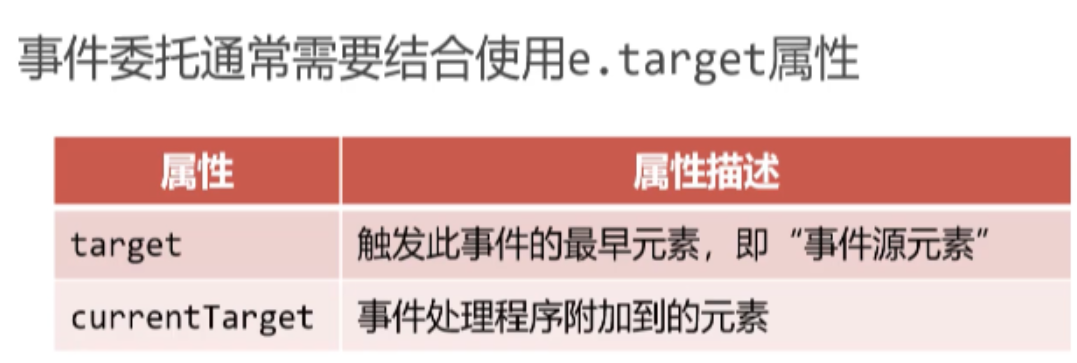 事件委托通常需要结合使用e.target属性
属性 属性描述
target 触发此事件的最早元素，即“事件源元素”
currentTarget 事件处理程序附加到的元素